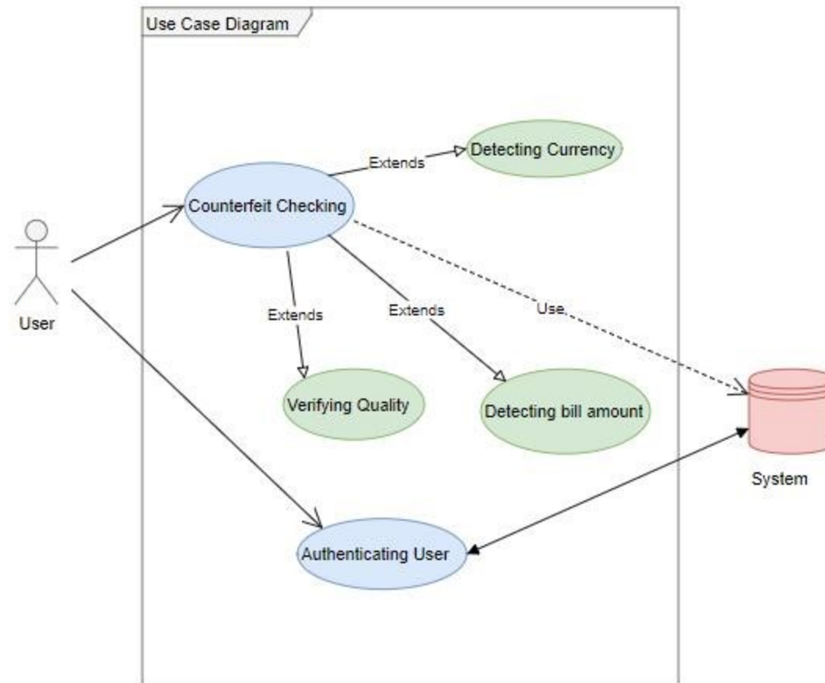 Use Case Diagram
Detecting Currency
Extends
Counterfeit Checking
User
Extends
Extends
Use
Verifying Quality
Detecting bill amount
System
Authenticating User